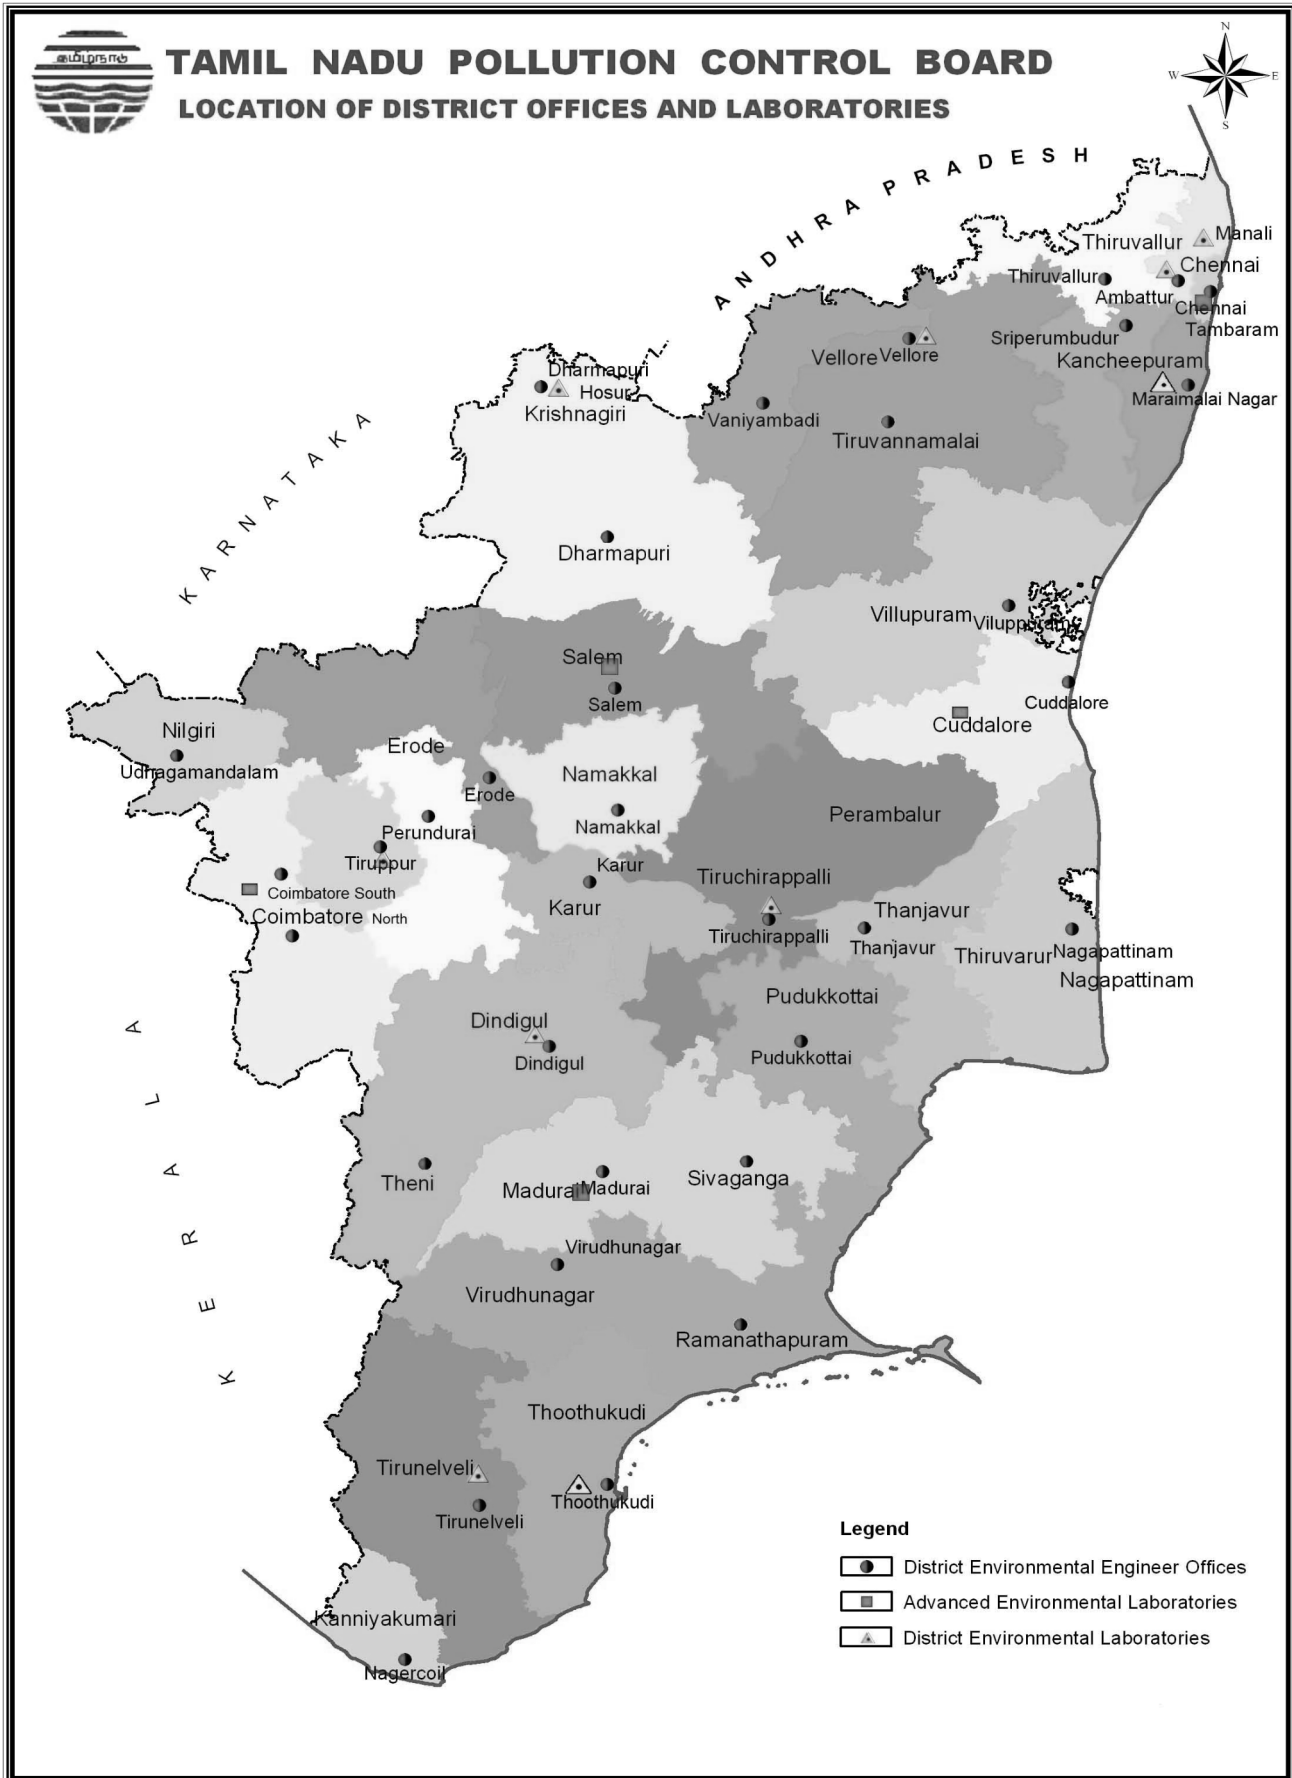 தமிழ்நாடு
TAMIL NADU POLLUTION CONTROL BOARD
LOCATION OF DISTRICT OFFICES AND LABORATORIES
N
W
E
S
ANDHRA PRADESH
KARNATAKA
KERALA
Thiruvallur
Manali
Chennai
Thiruvallur
Ambattur
Chennai
Tambaram
Sriperumbudur
Kancheepuram
Maraimalai Nagar
Vellore
Vellore
Vaniyambadi
Tiruvannamalai
Dharmapuri
Hosur
Krishnagiri
Dharmapuri
Villupuram
Viluppuram
Salem
Salem
Cuddalore
Cuddalore
Nilgiri
Udhagamandalam
Erode
Erode
Namakkal
Namakkal
Perambalur
Perundurai
Tiruppur
Karur
Karur
Coimbatore South
Coimbatore North
Tiruchirappalli
Tiruchirappalli
Thanjavur
Thanjavur
Thiruvarur
Nagapattinam
Nagapattinam
Pudukkottai
Pudukkottai
Dindigul
Dindigul
Theni
Madurai
Madurai
Sivaganga
Virudhunagar
Virudhunagar
Ramanathapuram
Thoothukudi
Thoothukudi
Tirunelveli
Tirunelveli
Kanniyakumari
Nagercoil
Legend
District Environmental Engineer Offices
Advanced Environmental Laboratories
District Environmental Laboratories